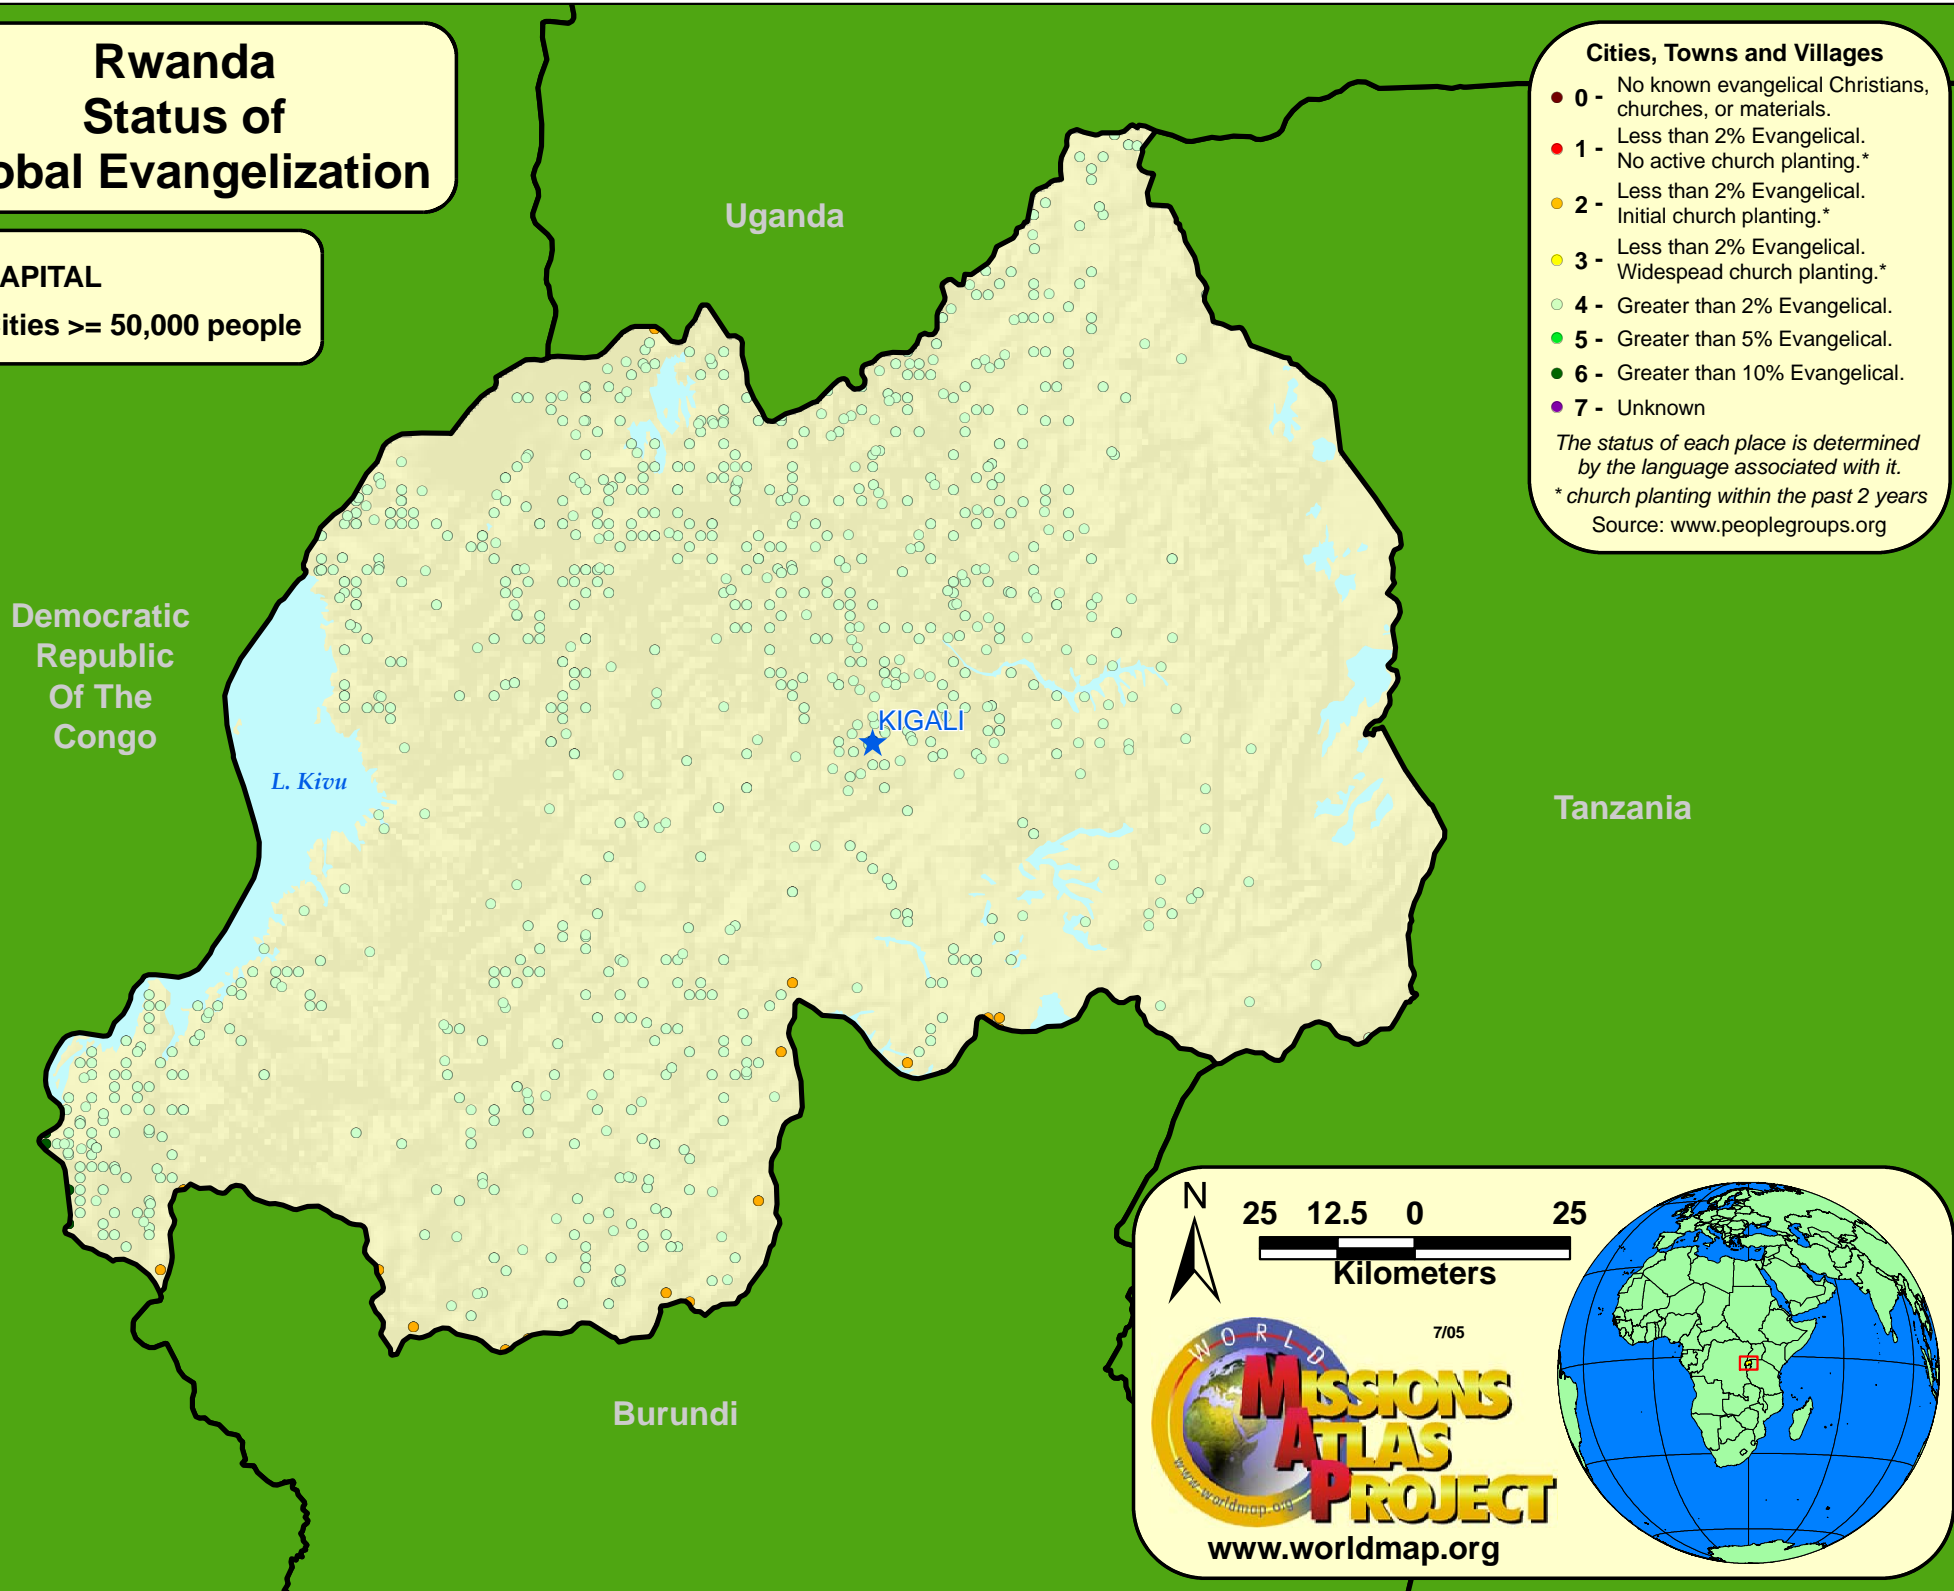 Rwanda
Status of
obal Evangelization
APITAL
ities >= 50,000 people
Cities, Towns and Villages
0 - No known evangelical Christians,
churches, or materials.
1 - Less than 2% Evangelical.
No active church planting.*
2 - Less than 2% Evangelical.
Initial church planting.*
3 - Less than 2% Evangelical.
Widespead church planting.*
4 - Greater than 2% Evangelical.
5 - Greater than 5% Evangelical.
6 - Greater than 10% Evangelical.
7 - Unknown
The status of each place is determined
by the language associated with it.
* church planting within the past 2 years
Source: www.peoplegroups.org
Uganda
Democratic
Republic
Of The
Congo
KIGALI
L. Kivu
Tanzania
Burundi
N
25 12.5 0 25
Kilometers
7/05
WORLD
MISSIONS
ATLAS
PROJECT
www.worldmap.org
www.worldmap.org